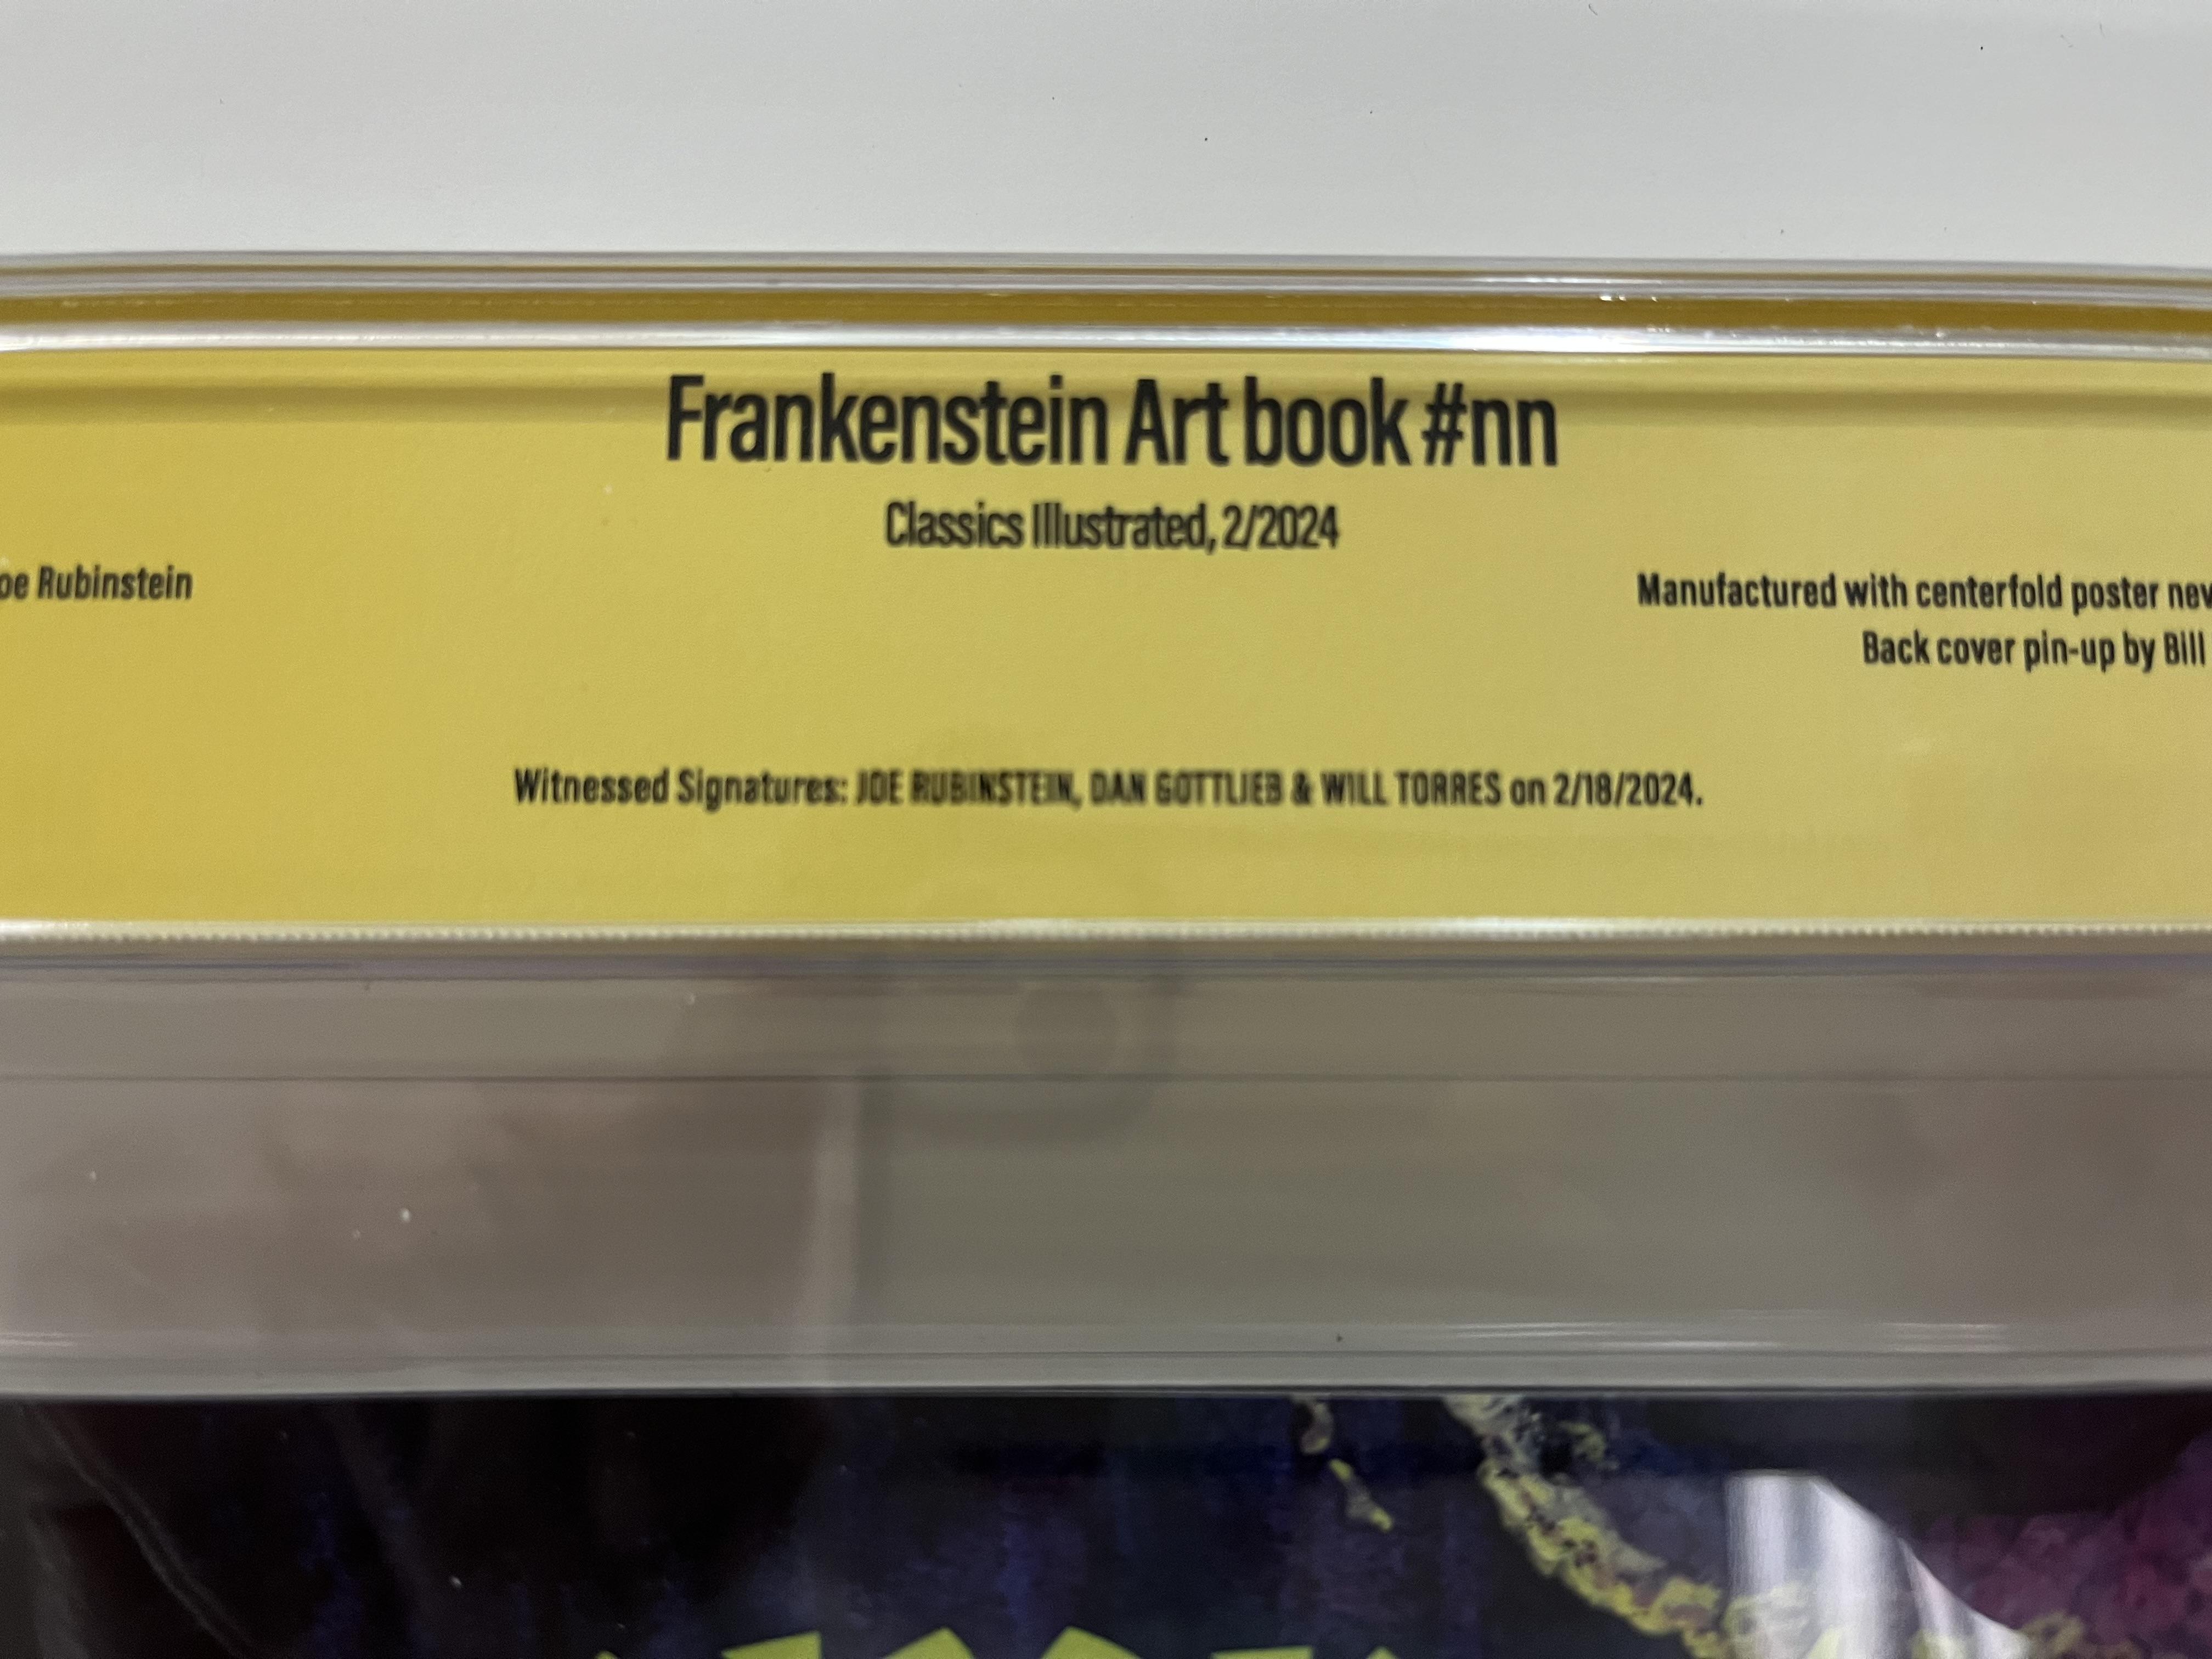 Frankenstein Art book #nn
Classics Illustrated, 2/2024
oe Rubinstein
Manufactured with centerfold poster
Back cover pin-up by Bill
Witnessed Signatures: JOE RUBINSTEIN, DAN GOTTLIEB & WILL TORRES on 2/18/2024.